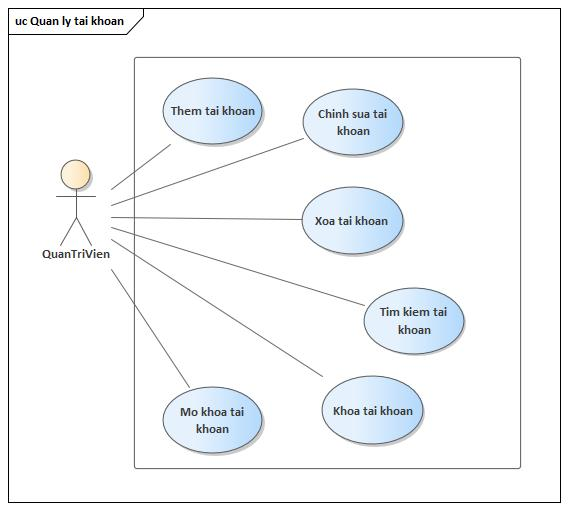 uc Quan ly tai khoan
Them tai khoan
Chinh sua tai
khoan
Xoa tai khoan
QuanTriVien
Tim kiem tai
khoan
Mo khoa tai
khoan
Khoa tai khoan